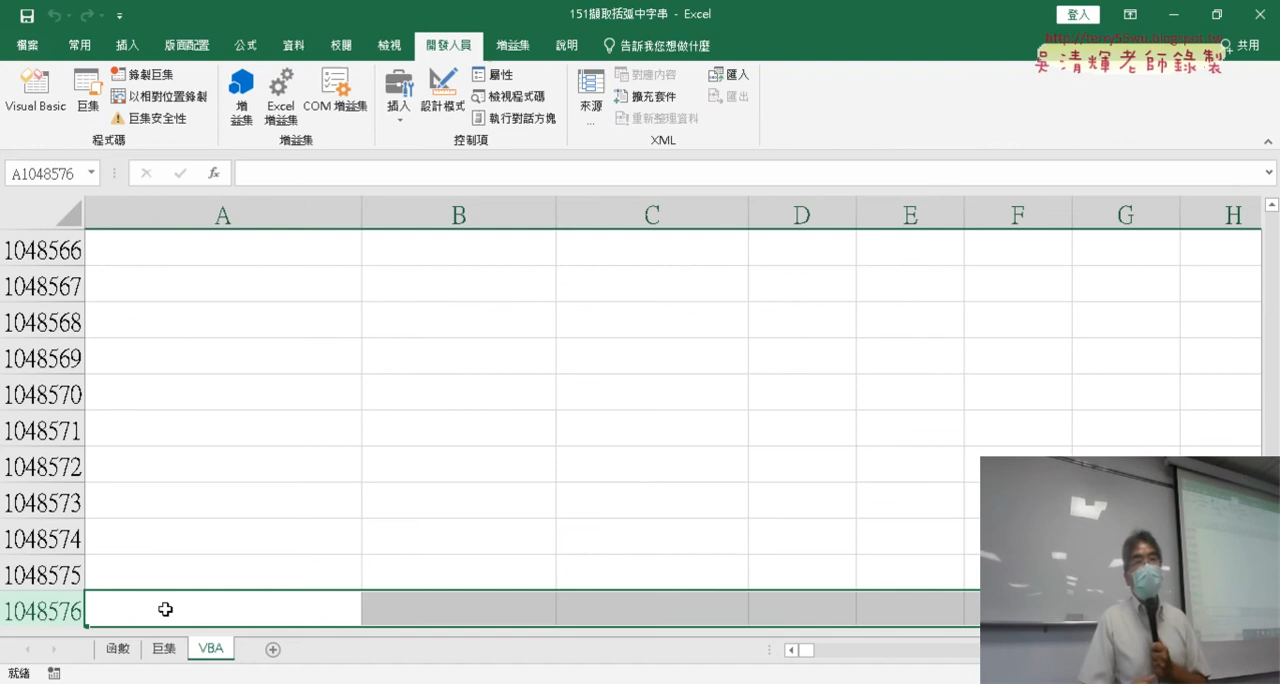 151擷取括弧中字串 - Excel
登入
檔案 常用 插入 版面配置 公式 資料 校閱 檢視 開發人員 增益集 說明 告訴我您想做什麼 共用
http://terry56wu.blogspot.tw
吳清輝老師錄製
Visual Basic 巨集 錄製巨集 以相對位置錄製 巨集安全性
增益集 Excel 增益集 COM 增益集
插入 設計模式 屬性 檢視程式碼 執行對話方塊
來源... 對應內容 擴充套件 重新整理資料 匯入 匯出
程式碼 增益集 控制項 XML
A1048576 fx
A B C D E F G H
1048566
1048567
1048568
1048569
1048570
1048571
1048572
1048573
1048574
1048575
1048576
函數 巨集 VBA
就緒